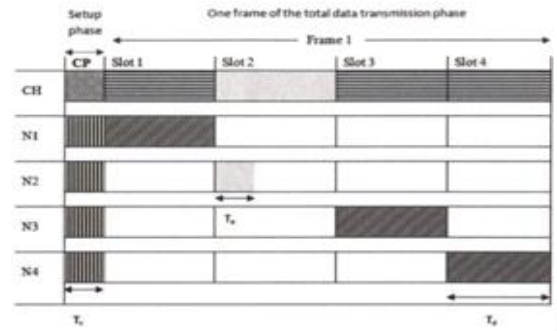 Setup phase
One frame of the total data transmission phase
Frame 1
CP
Slot 1
Slot 2
Slot 3
Slot 4
CH
N1
N2
N3
N4